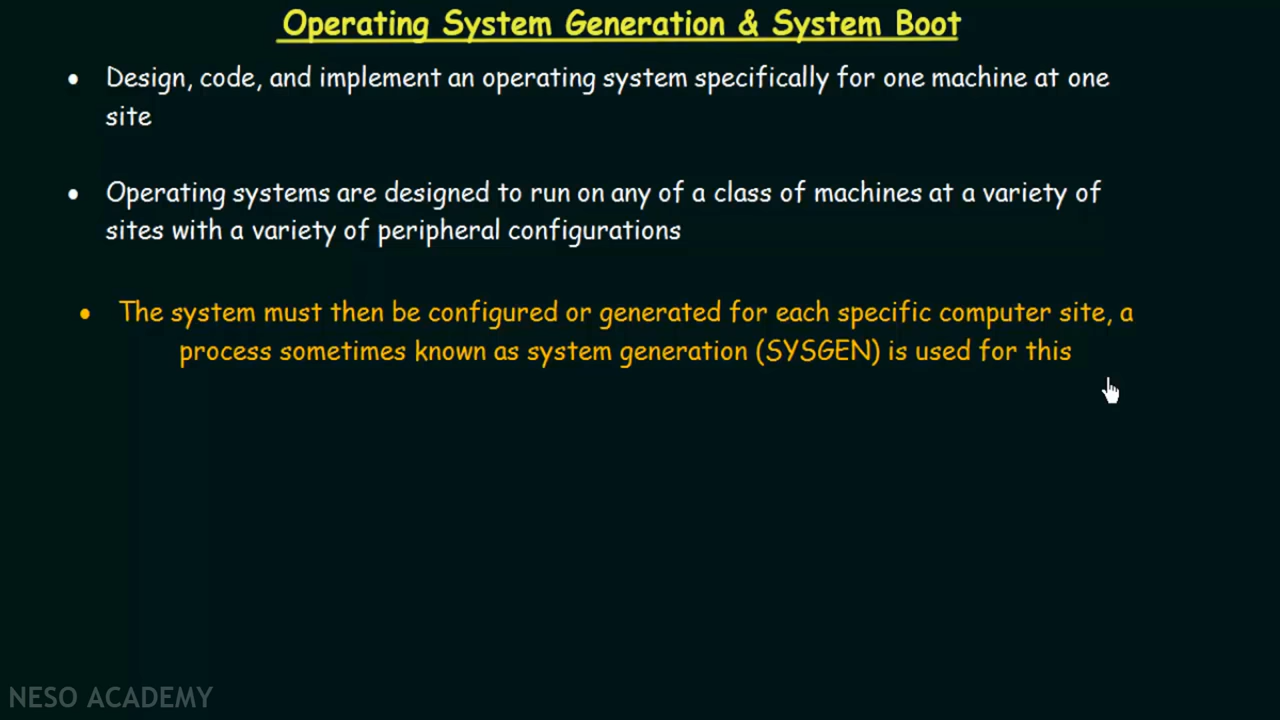 Operating System Generation & System Boot
• Design, code, and implement an operating system specifically for one machine at one
site
• Operating systems are designed to run on any of a class of machines at a variety of
sites with a variety of peripheral configurations
• The system must then be configured or generated for each specific computer site, a
process sometimes known as system generation (SYSGEN) is used for this
NESO ACADEMY